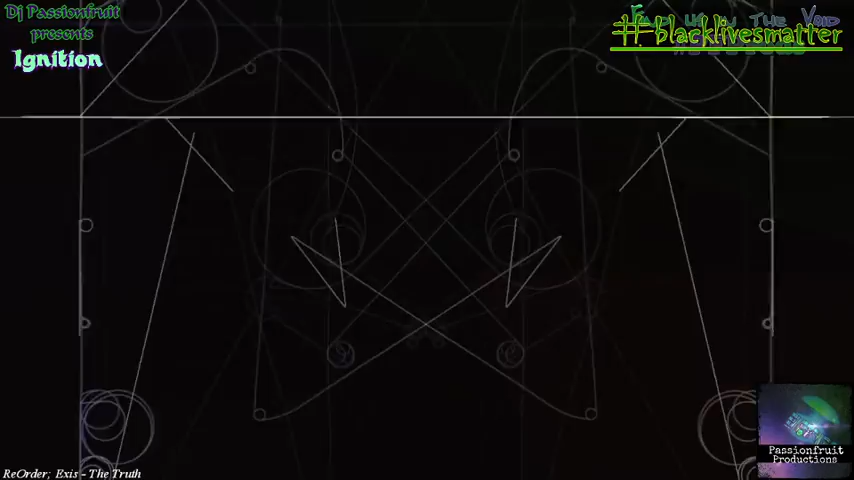 Dj Passionfruit
presents
Ignition
#blacklivesmatter
Passionfruit
Productions
ReOrder; Exis - The Truth